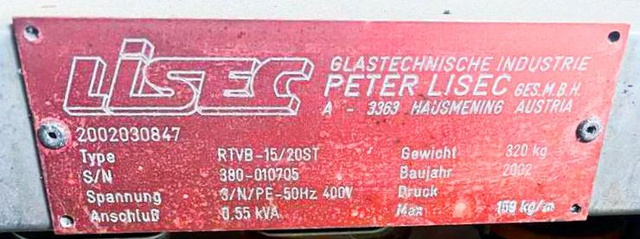 LiSEC
GLASTECHNISCHE INDUSTRIE
PETER LISEC GES.M.B.H.
A - 3363 HAUSMENING AUSTRIA
2002030847
Type RTVB-15/20ST Gewicht 320 kg
S/N 380-010705 Baujahr 2002
Spannung 3/N/PE-50Hz 400V Druck
Anschluß 0.55 kVA Max 159 kg/m